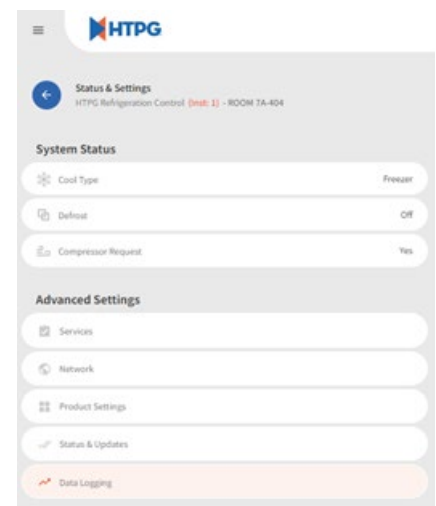 HTPG
Status & Settings
HTPG Refrigeration Control (Inst: 1) - ROOM 7A-404
System Status
Cool Type Freezer
Defrost Off
Compressor Request Yes
Advanced Settings
Services
Network
Product Settings
Status & Updates
Data Logging